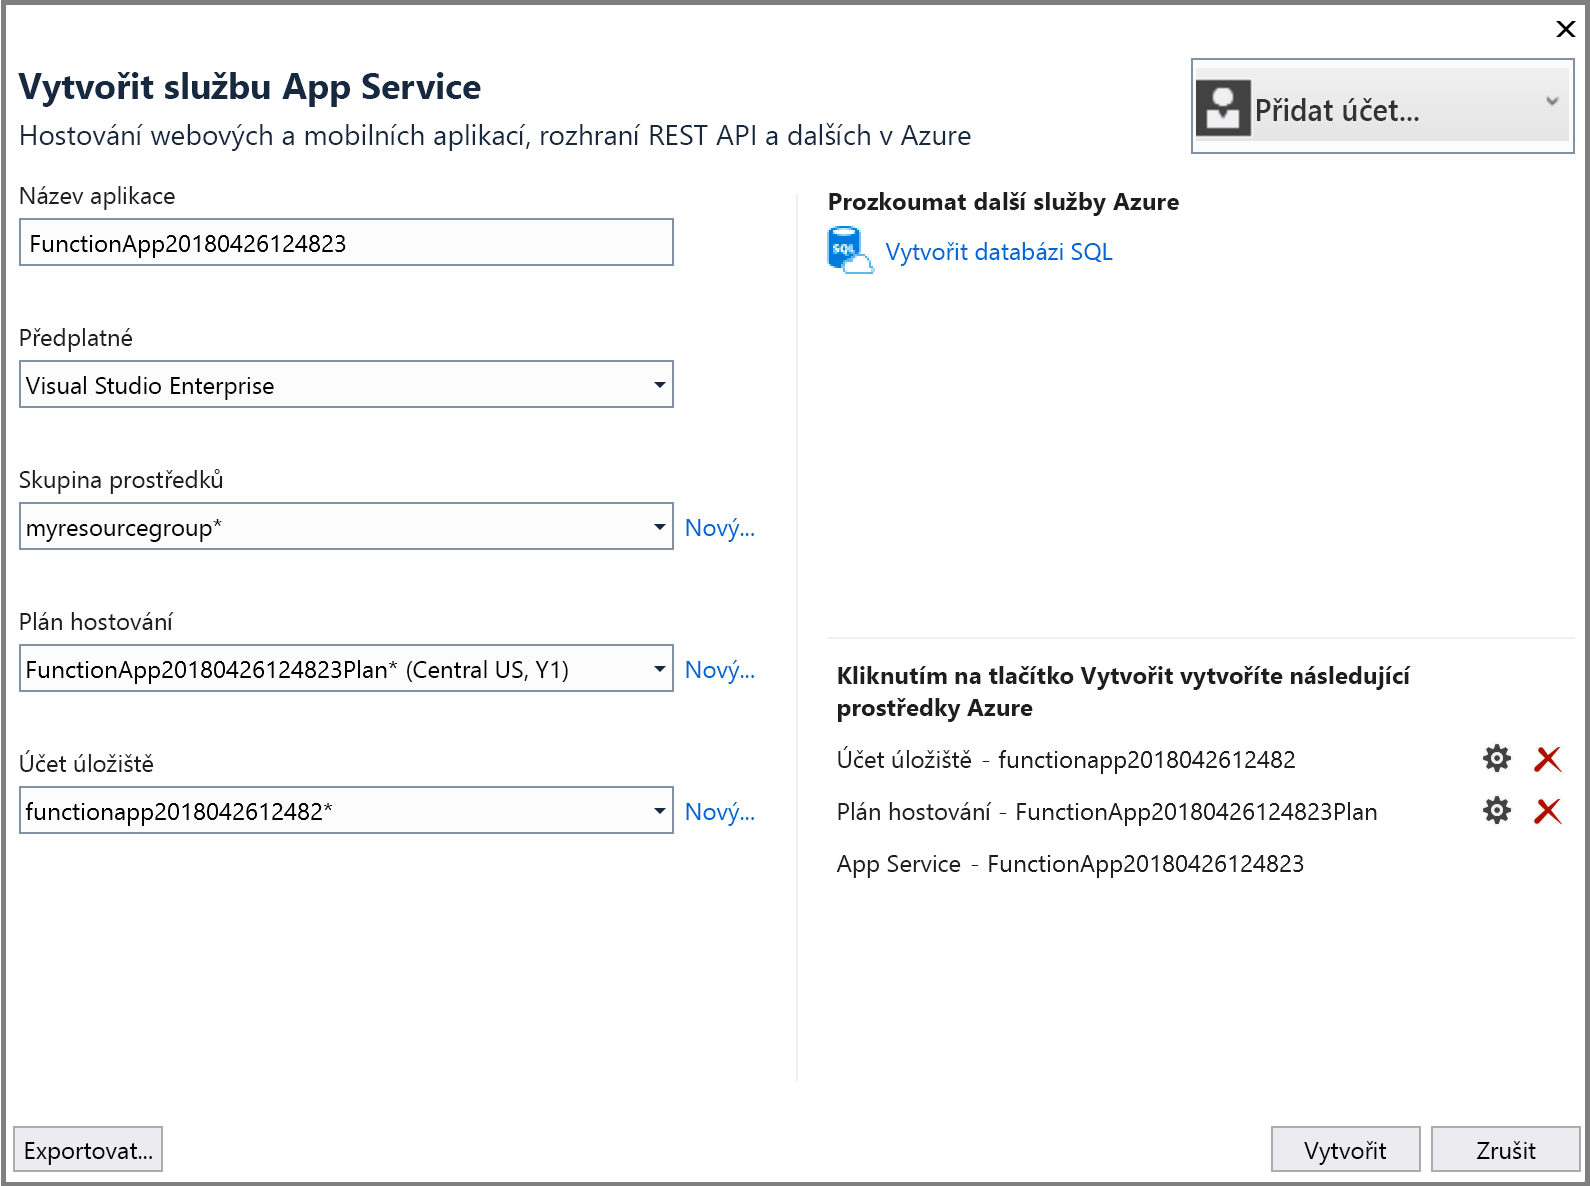 Vytvořit službu App Service
Hostování webových a mobilních aplikací, rozhraní REST API a dalších v Azure
Přidat účet...
Název aplikace
FunctionApp20180426124823
Předplatné
Visual Studio Enterprise
Skupina prostředků
myresourcegroup*
Nový...
Plán hostování
FunctionApp20180426124823Plan* (Central US, Y1)
Nový...
Účet úložiště
functionapp2018042612482*
Nový...
Prozkoumat další služby Azure
SQL
Vytvořit databázi SQL
Kliknutím na tlačítko Vytvořit vytvoříte následující
prostředky Azure
Účet úložiště - functionapp2018042612482
Plán hostování - FunctionApp20180426124823Plan
App Service - FunctionApp20180426124823
Exportovat...
Vytvořit
Zrušit